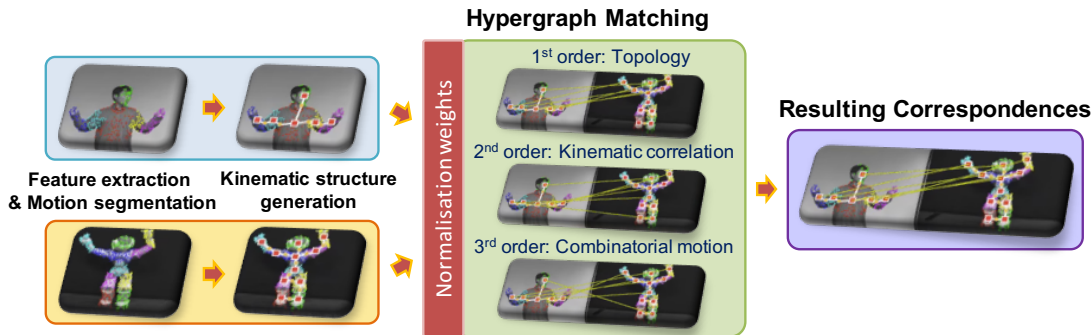 Hypergraph Matching
Feature extraction
& Motion segmentation
Kinematic structure
generation
Normalisation weights
1st order: Topology
2nd order: Kinematic correlation
3rd order: Combinatorial motion
Resulting Correspondences